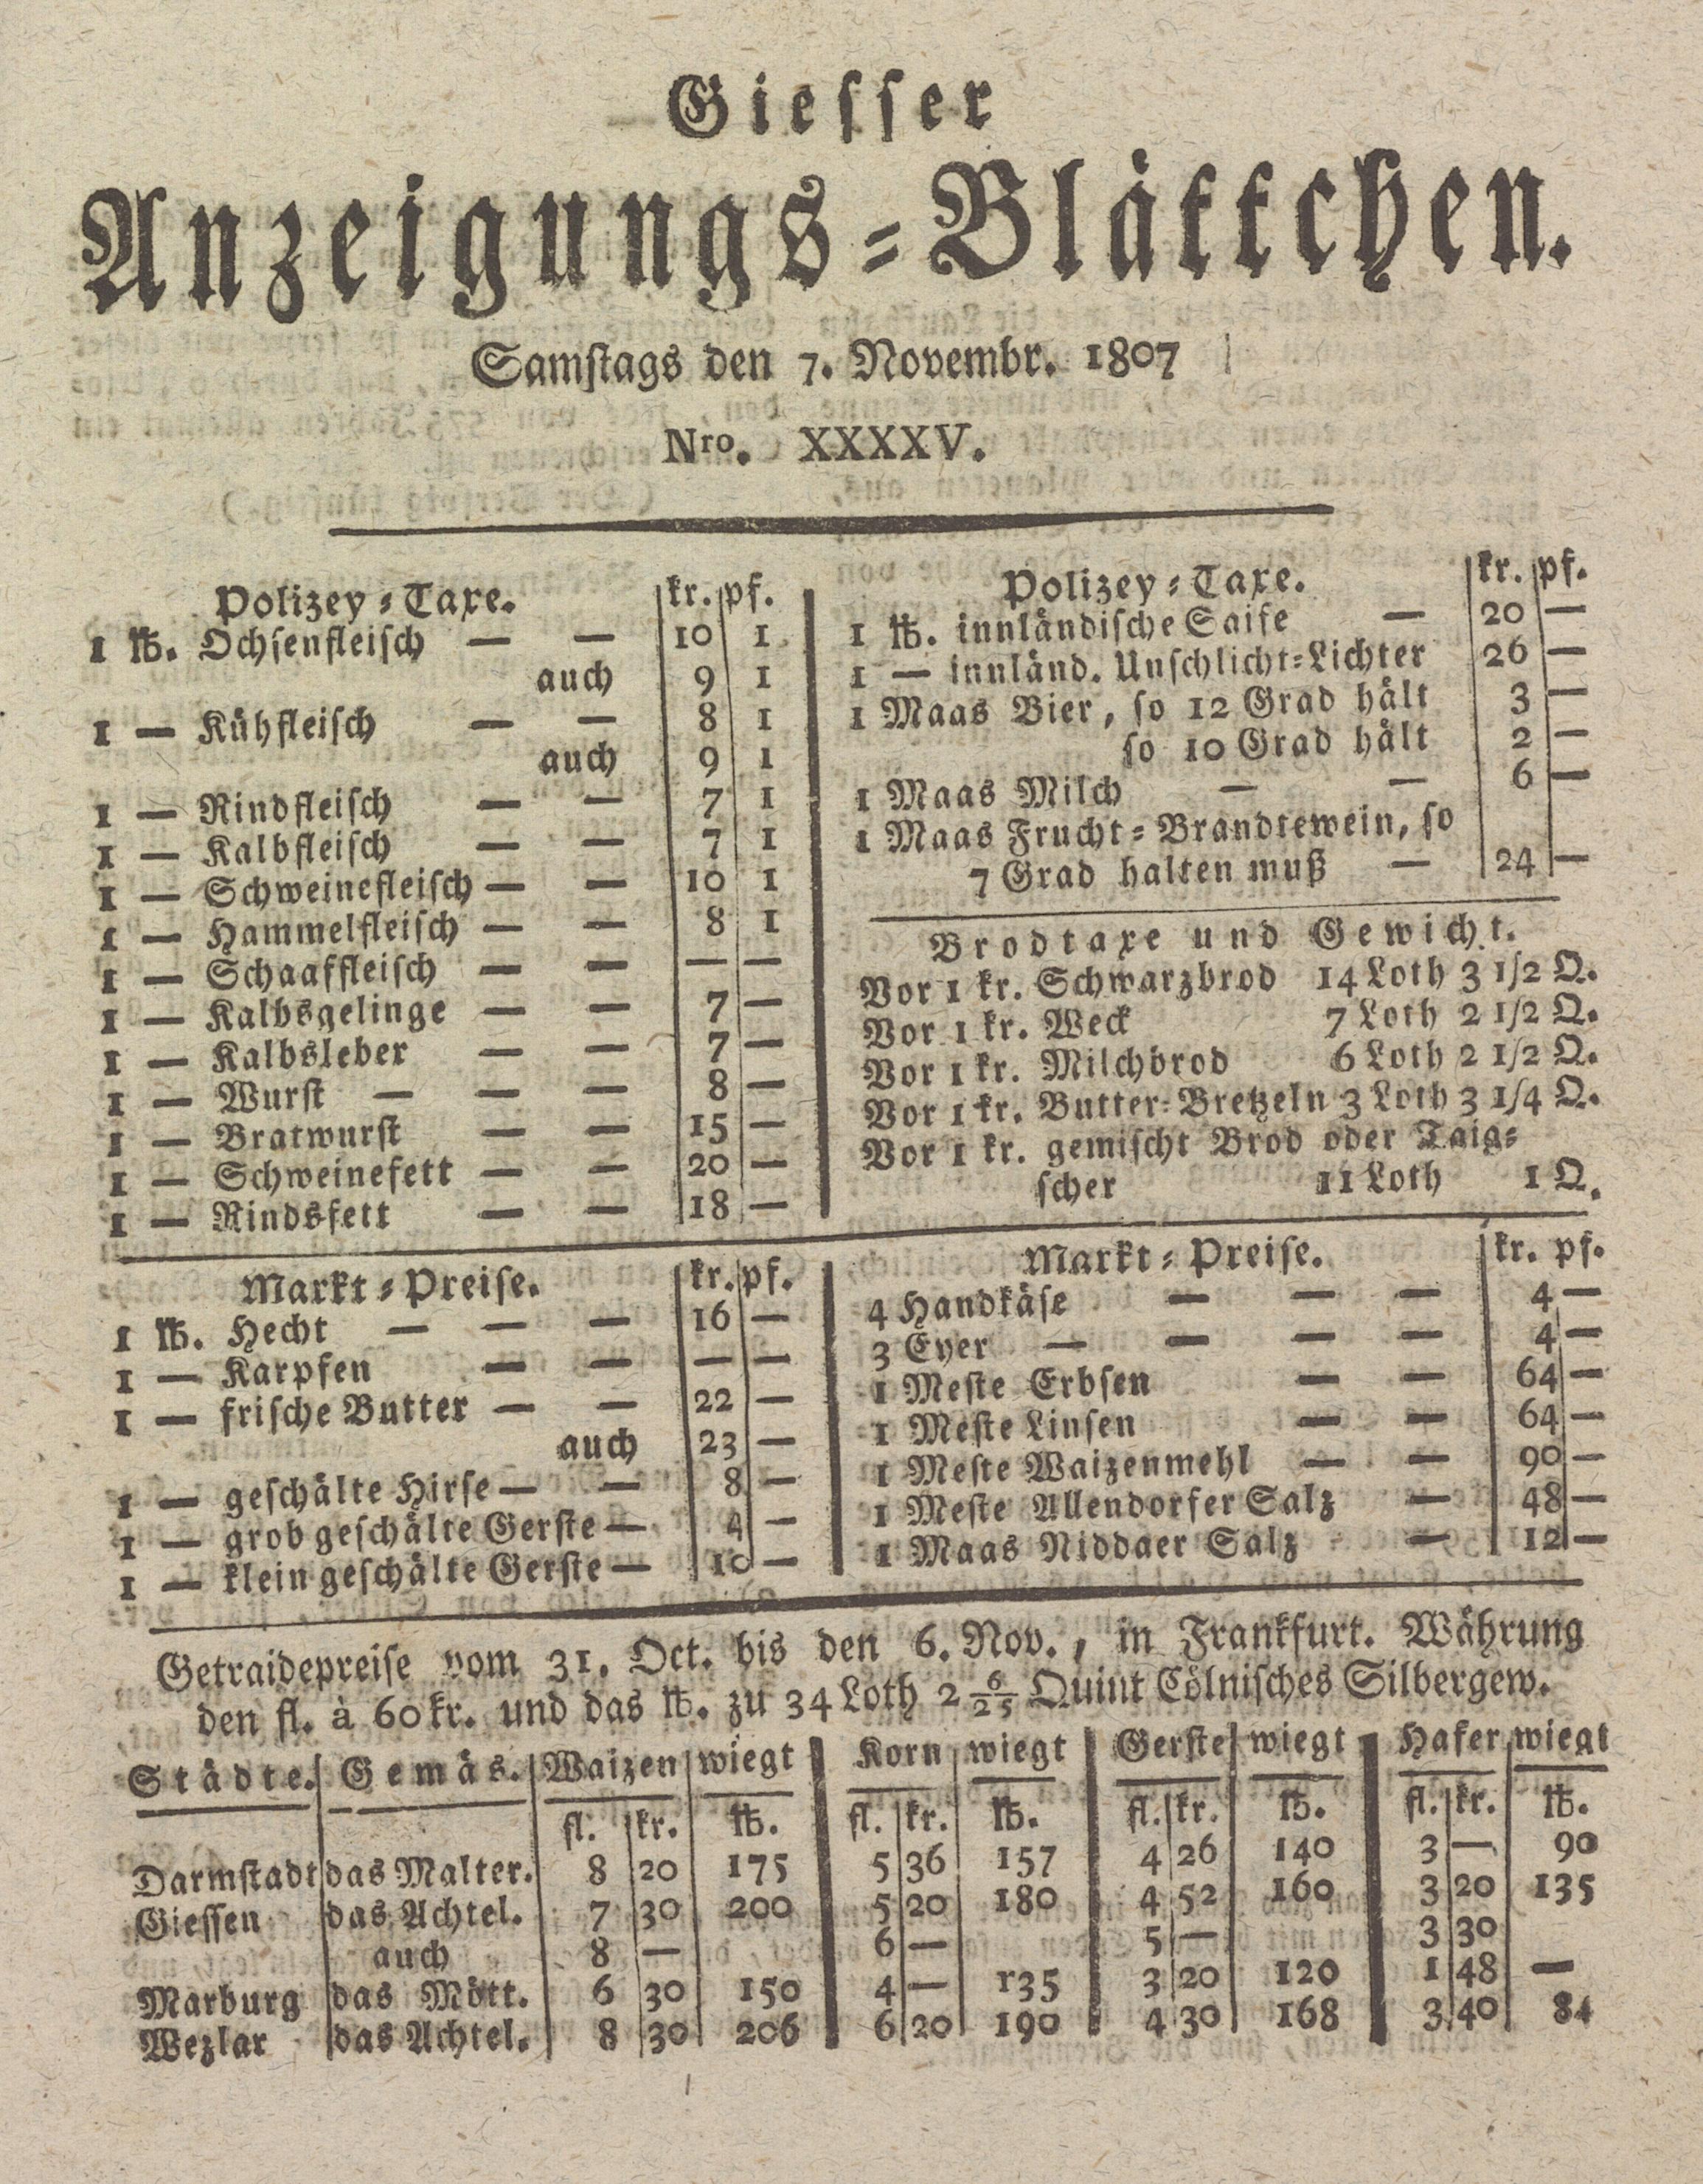 Giesser
Anzeigungs-Blättchen.
Samstags den 7. Novembr. 1807
Nro. XXXXV.
Polizey-Taxe. kr. pf.
1 ℔. Ochsenfleisch — — 10 1
auch 9 1
1 — Kühfleisch — — 8 1
auch 9 1
1 — Rindfleisch — — 7 1
1 — Kalbfleisch — — 7 1
1 — Schweinefleisch — — 10 1
1 — Hammelfleisch — — 8 1
1 — Schaaffleisch — — — —
1 — Kalbsgelinge — — 7 —
1 — Kalbsleber — — 7 —
1 — Wurst — — — 8 —
1 — Bratwurst — — 15 —
1 — Schweinefett — — 20 —
1 — Rindsfett — — 18 —
Polizey-Taxe. kr. pf.
1 ℔. innländische Saife — 20 —
1 — innländ. Unschlicht-Lichter 26 —
1 Maas Bier, so 12 Grad hält 3 —
so 10 Grad hält 2 —
1 Maas Milch — — 6 —
1 Maas Frucht-Brandtewein, so
7 Grad halten muß — 24 —
Brodtaxe und Gewicht.
Vor 1 kr. Schwarzbrod 14 Loth 3 1/2 Q.
Vor 1 kr. Weck 7 Loth 2 1/2 Q.
Vor 1 kr. Milchbrod 6 Loth 2 1/2 Q.
Vor 1 kr. Butter-Bretzeln 3 Loth 3 1/4 Q.
Vor 1 kr. gemischt Brod oder Taig-
scher 11 Loth 1 Q.
Markt-Preise. kr. pf.
1 ℔. Hecht — — — 16 —
1 — Karpfen — — — —
1 — frische Butter — — 22 —
auch 23 —
1 — geschälte Hirse — — 8 —
1 — grob geschälte Gerste — 4 —
1 — klein geschälte Gerste — 10 —
Markt-Preise. kr. pf.
4 Handkäse — — — 4 —
3 Eyer — — — — 4 —
1 Meste Erbsen — — 64 —
1 Meste Linsen — — 64 —
1 Meste Waizenmehl — — 90 —
1 Meste Allendorfer Salz — 48 —
1 Maas Niddaer Salz — 12 —
Getraidepreise vom 31. Oct. bis den 6. Nov., in Frankfurt. Währung
den fl. à 60 kr. und das ℔. zu 34 Loth 2 6/25 Quint Cölnisches Silbergew.
Städte. Gemäs. Waizen wiegt Korn wiegt Gerste wiegt Hafer wiegt
fl. kr. ℔. fl. kr. ℔. fl. kr. ℔. fl. kr. ℔.
Darmstadt das Malter. 8 20 175 5 36 157 4 26 140 3 — 90
Giessen das Achtel. 7 30 200 5 20 180 4 52 160 3 20 135
auch 8 — 6 — 5 — 3 30
Marburg das Mött. 6 30 150 4 — 135 3 20 120 1 48 —
Wezlar das Achtel. 8 30 206 6 20 190 4 30 168 3 40 84